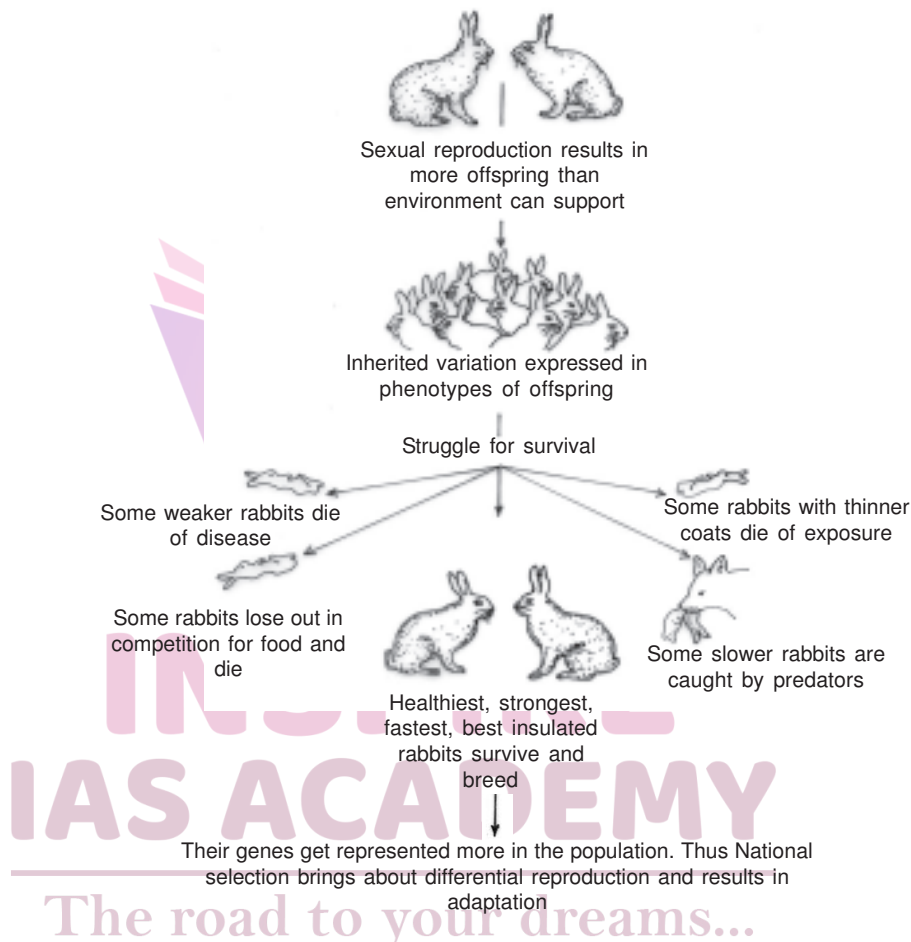 Sexual reproduction results in
more offspring than
environment can support
Inherited variation expressed in
phenotypes of offspring
Struggle for survival
Some weaker rabbits die
of disease
Some rabbits with thinner
coats die of exposure
Some rabbits lose out in
competition for food and
die
Some slower rabbits are
caught by predators
Healthiest, strongest,
fastest, best insulated
rabbits survive and
breed
IAS ACADEMY
Their genes get represented more in the population. Thus National
selection brings about differential reproduction and results in
adaptation
The road to your dreams...